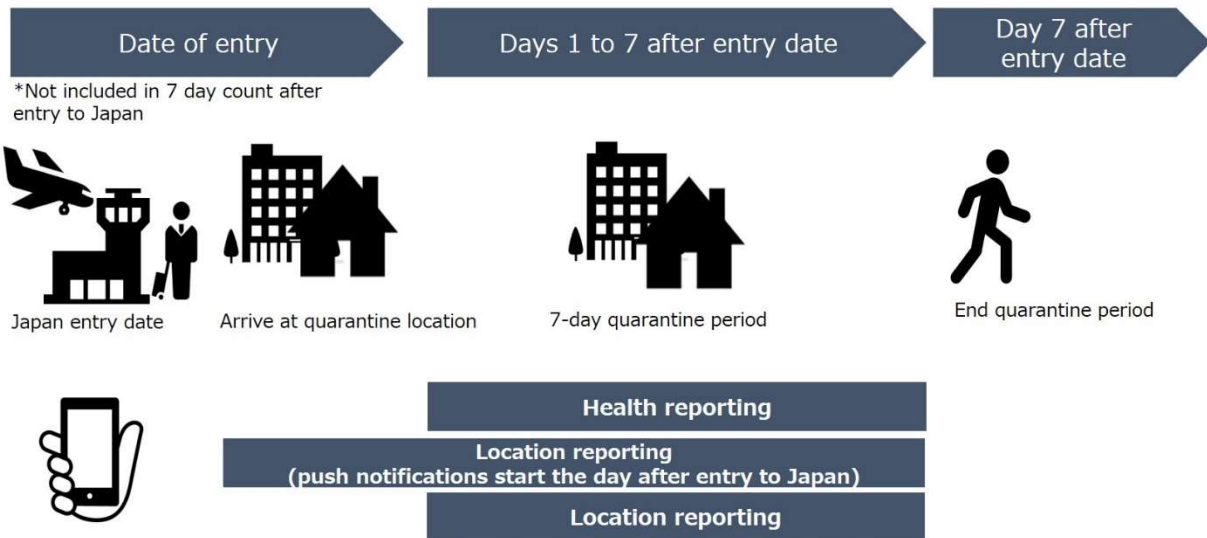 Date of entry
Days 1 to 7 after entry date
Day 7 after
entry date
*Not included in 7 day count after
entry to Japan
Japan entry date
Arrive at quarantine location
7-day quarantine period
End quarantine period
Health reporting
Location reporting
(push notifications start the day after entry to Japan)
Location reporting